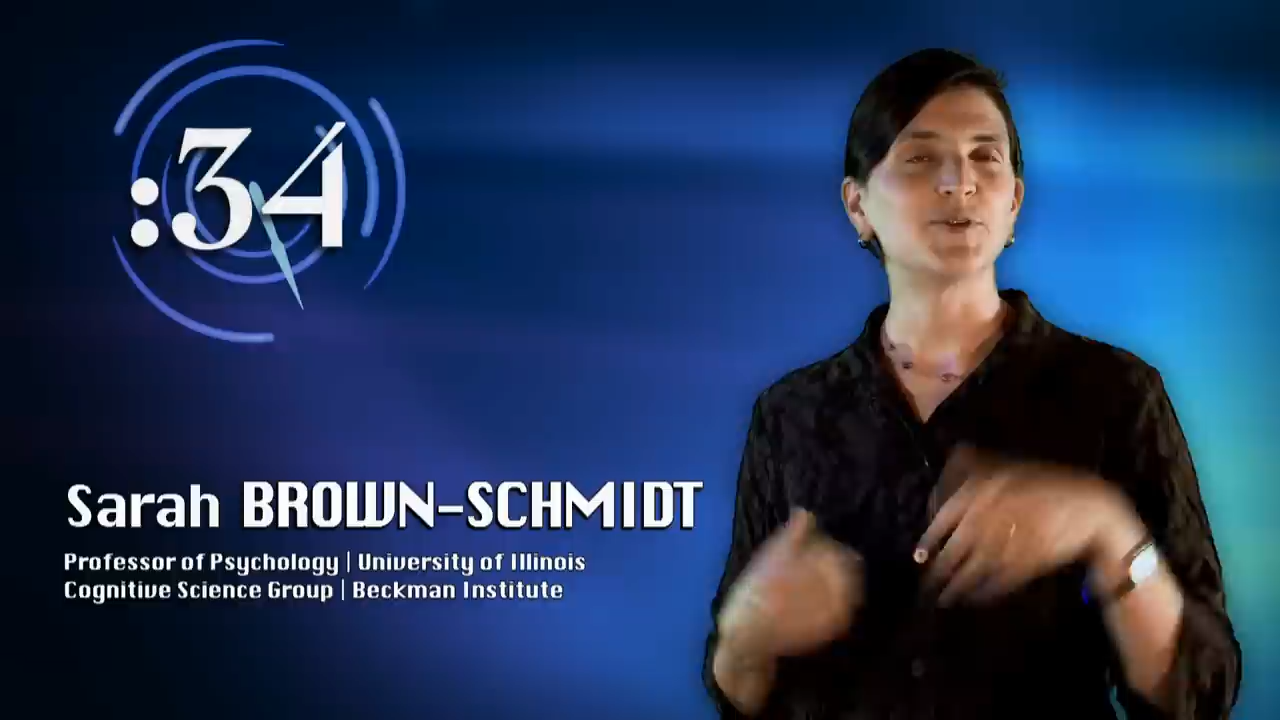 :34
Sarah BROWN-SCHMIDT
Professor of Psychology | University of Illinois
Cognitive Science Group | Beckman Institute